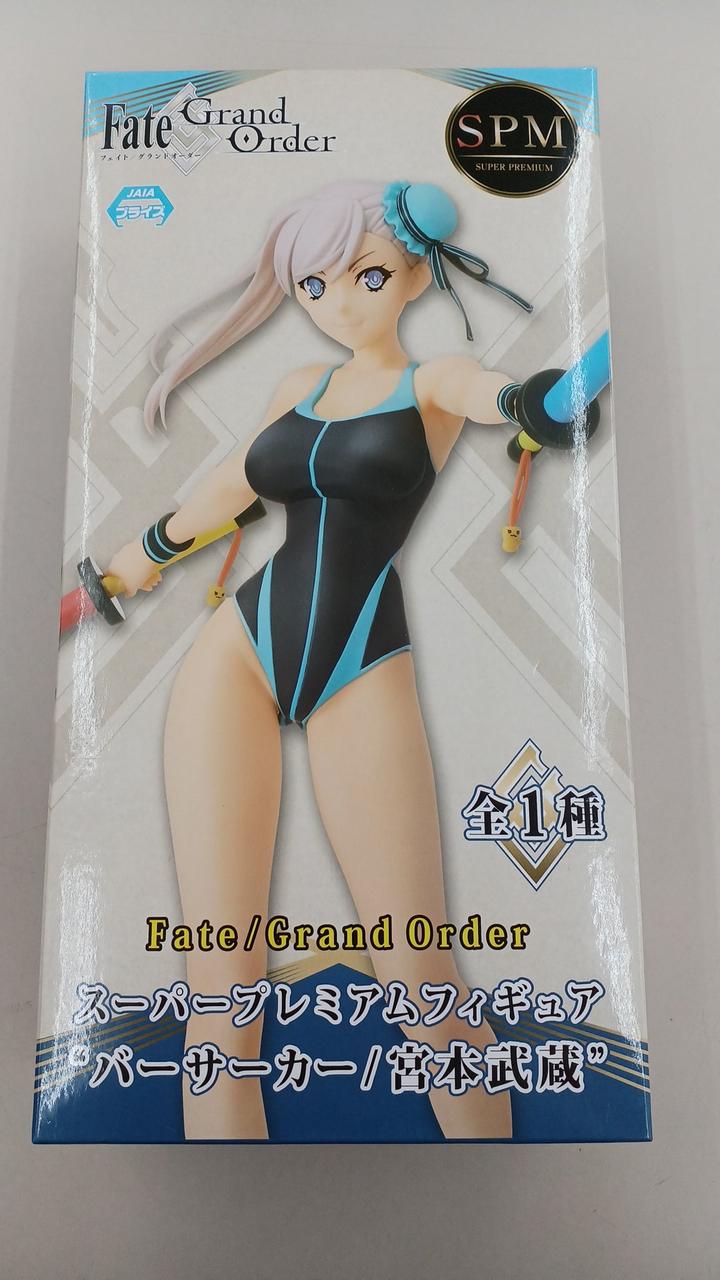 Fate Grand Order
フェイト/グランドオーダー
JAIA
プライズ
SPM
SUPER PREMIUM
全1種
Fate/Grand Order
スーパープレミアムフィギュア
“バーサーカー/宮本武蔵”